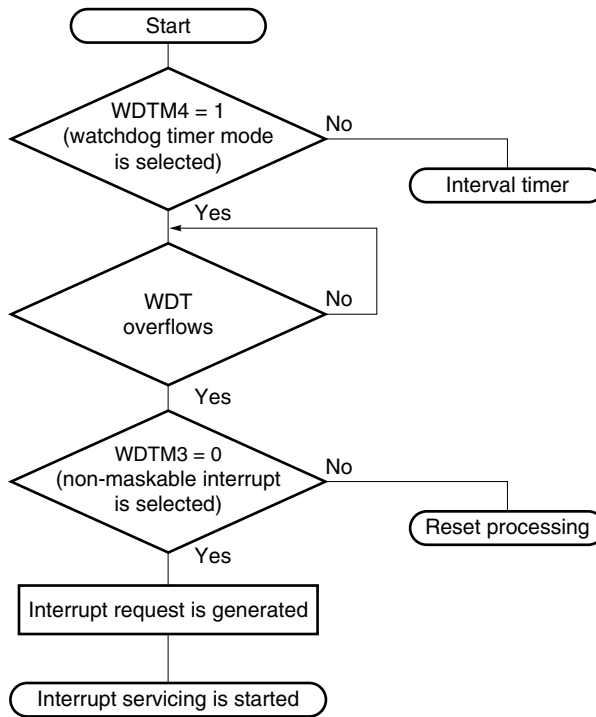 Start
WDTM4 = 1
(watchdog timer mode
is selected)
No
Interval timer
Yes
WDT
overflows
No
Yes
WDTM3 = 0
(non-maskable interrupt
is selected)
No
Reset processing
Yes
Interrupt request is generated
Interrupt servicing is started